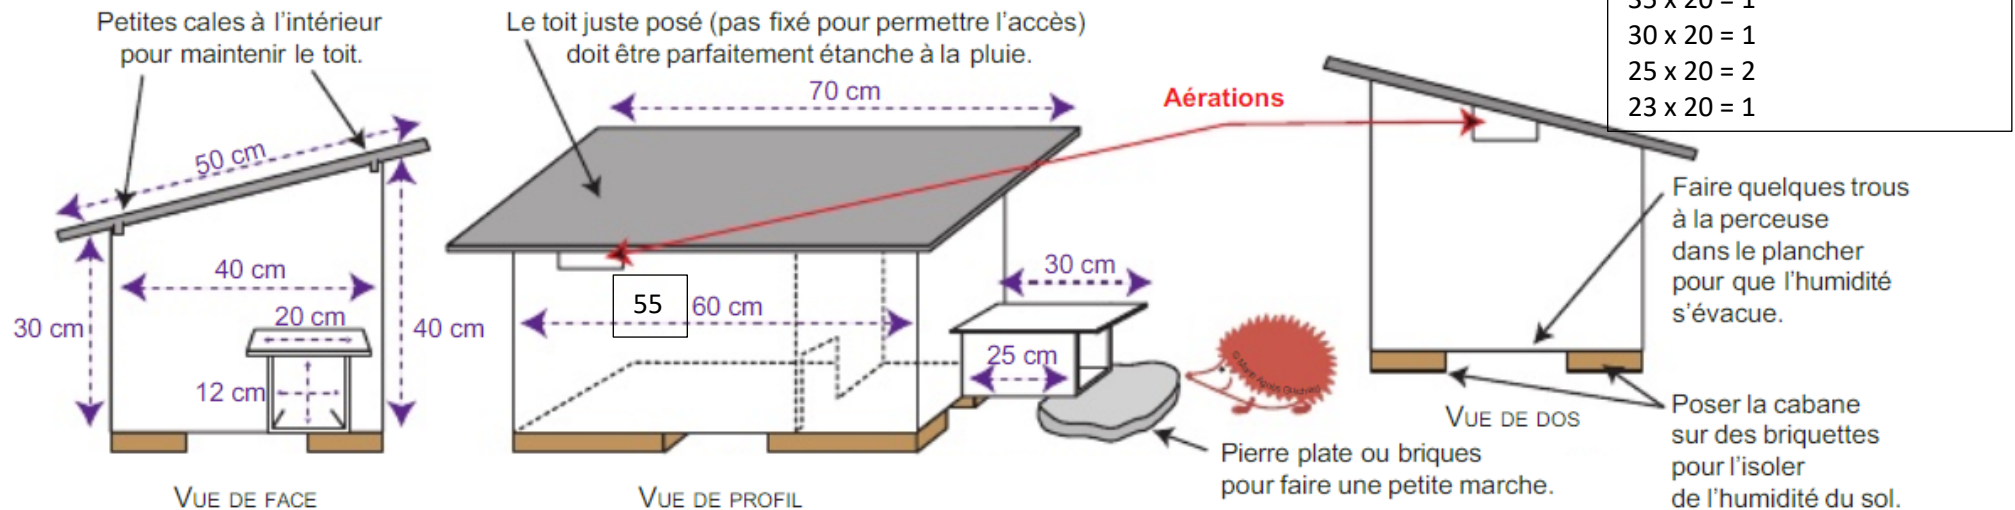 Petites cales à l'intérieur
pour maintenir le toit.
Le toit juste posé (pas fixé pour permettre l'accès)
doit être parfaitement étanche à la pluie.
35 x 20 = 1
30 x 20 = 1
25 x 20 = 2
23 x 20 = 1
70 cm
Aérations
50 cm
40 cm
20 cm
30 cm
40 cm
12 cm
55
60 cm
30 cm
25 cm
Faire quelques trous
à la perceuse
dans le plancher
pour que l'humidité
s'évacue.
Poser la cabane
sur des briquettes
pour l'isoler
de l'humidité du sol.
Pierre plate ou briques
pour faire une petite marche.
VUE DE FACE
VUE DE PROFIL
VUE DE DOS